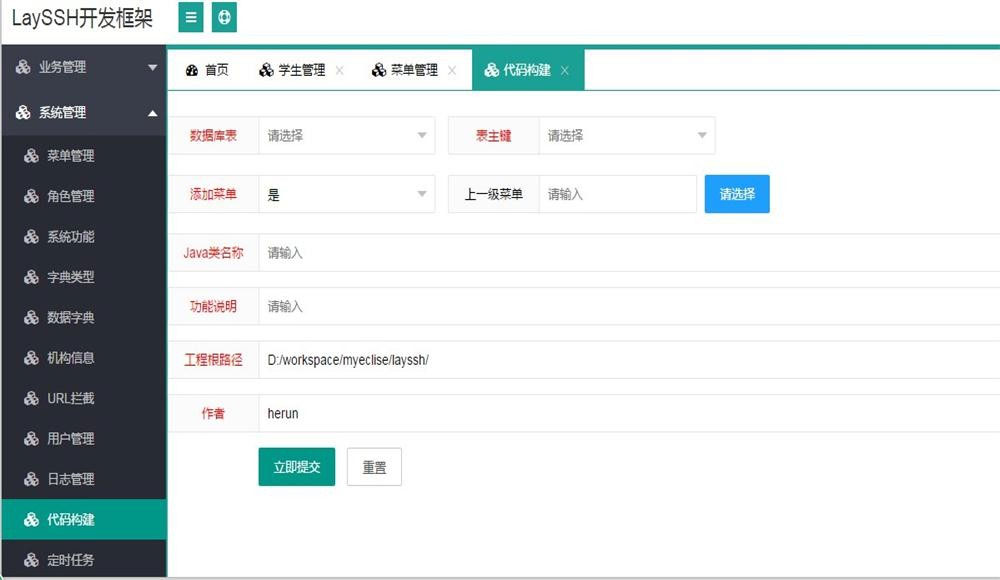 LaySSH开发框架
业务管理
系统管理
菜单管理
角色管理
系统功能
字典类型
数据字典
机构信息
URL拦截
用户管理
日志管理
代码构建
定时任务
首页 学生管理 菜单管理 代码构建
数据库表 请选择 表主键 请选择
添加菜单 是 上一级菜单 请输入 请选择
Java类名称 请输入
功能说明 请输入
工程根路径 D:/workspace/myeclise/layssh/
作者 herun
立即提交 重置